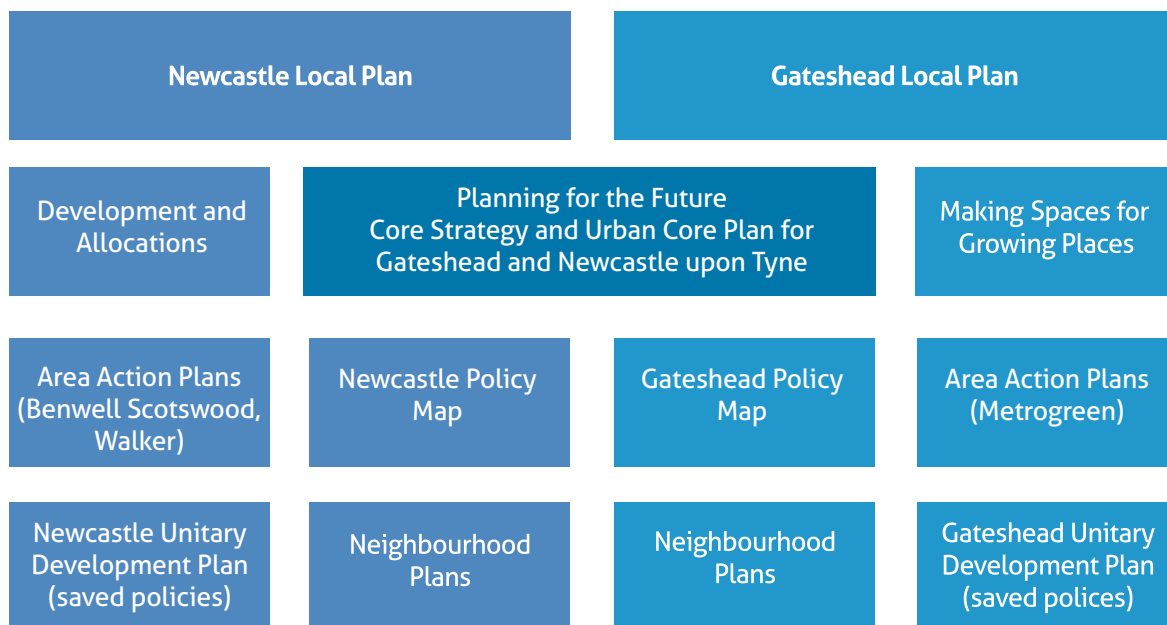 Newcastle Local Plan
Gateshead Local Plan
Development and
Allocations
Planning for the Future
Core Strategy and Urban Core Plan for
Gateshead and Newcastle upon Tyne
Making Spaces for
Growing Places
Area Action Plans
(Benwell Scotswood,
Walker)
Newcastle Policy
Map
Gateshead Policy
Map
Area Action Plans
(Metrogreen)
Newcastle Unitary
Development Plan
(saved policies)
Neighbourhood
Plans
Neighbourhood
Plans
Gateshead Unitary
Development Plan
(saved polices)